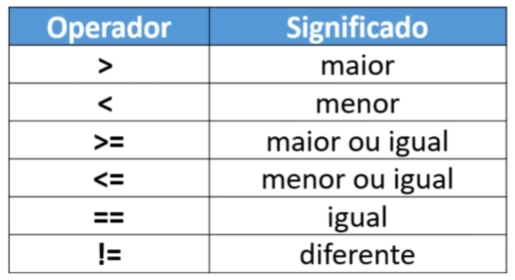 Operador Significado
> maior
< menor
>= maior ou igual
<= menor ou igual
== igual
!= diferente